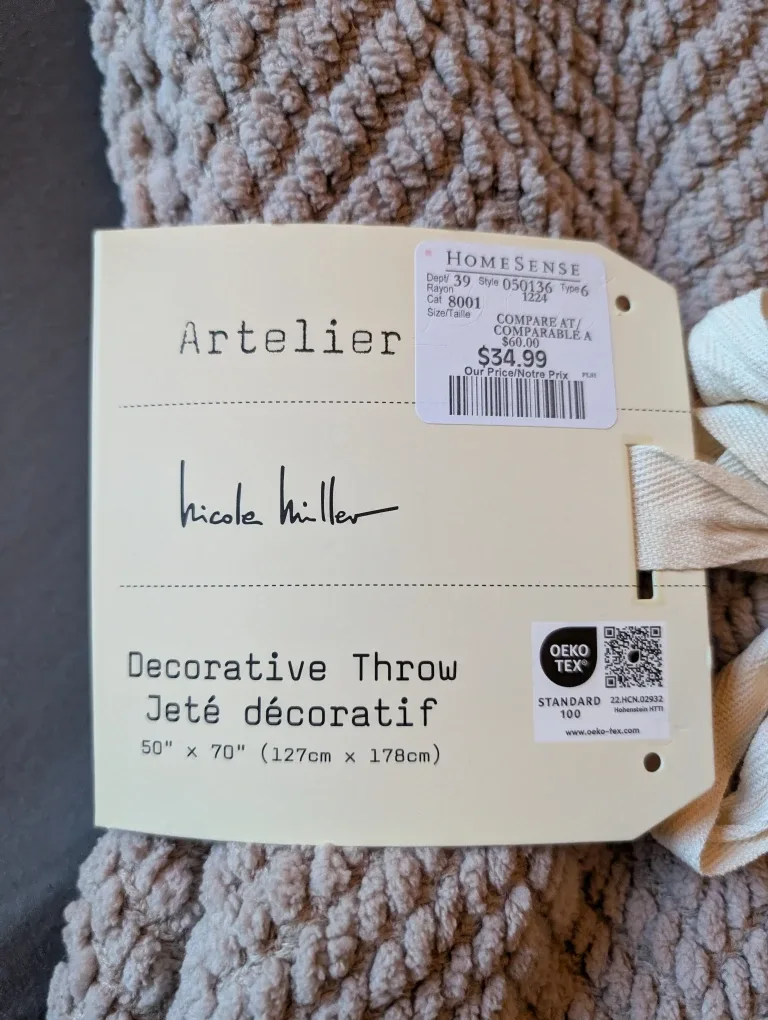 HOMESENSE
Dept/ 39 Style 050136 Type 6
Rayon 1224
Cat 8001
Size/Taille
COMPARE AT/
COMPARABLE A
$60.00
$34.99
Our Price/Notre Prix
Artelier
nicole miller
Decorative Throw
Jeté décoratif
50" x 70" (127cm x 178cm)
OEKO
TEX®
STANDARD
100
22.HCN.02932
Hohenstein HTTI
www.oeko-tex.com